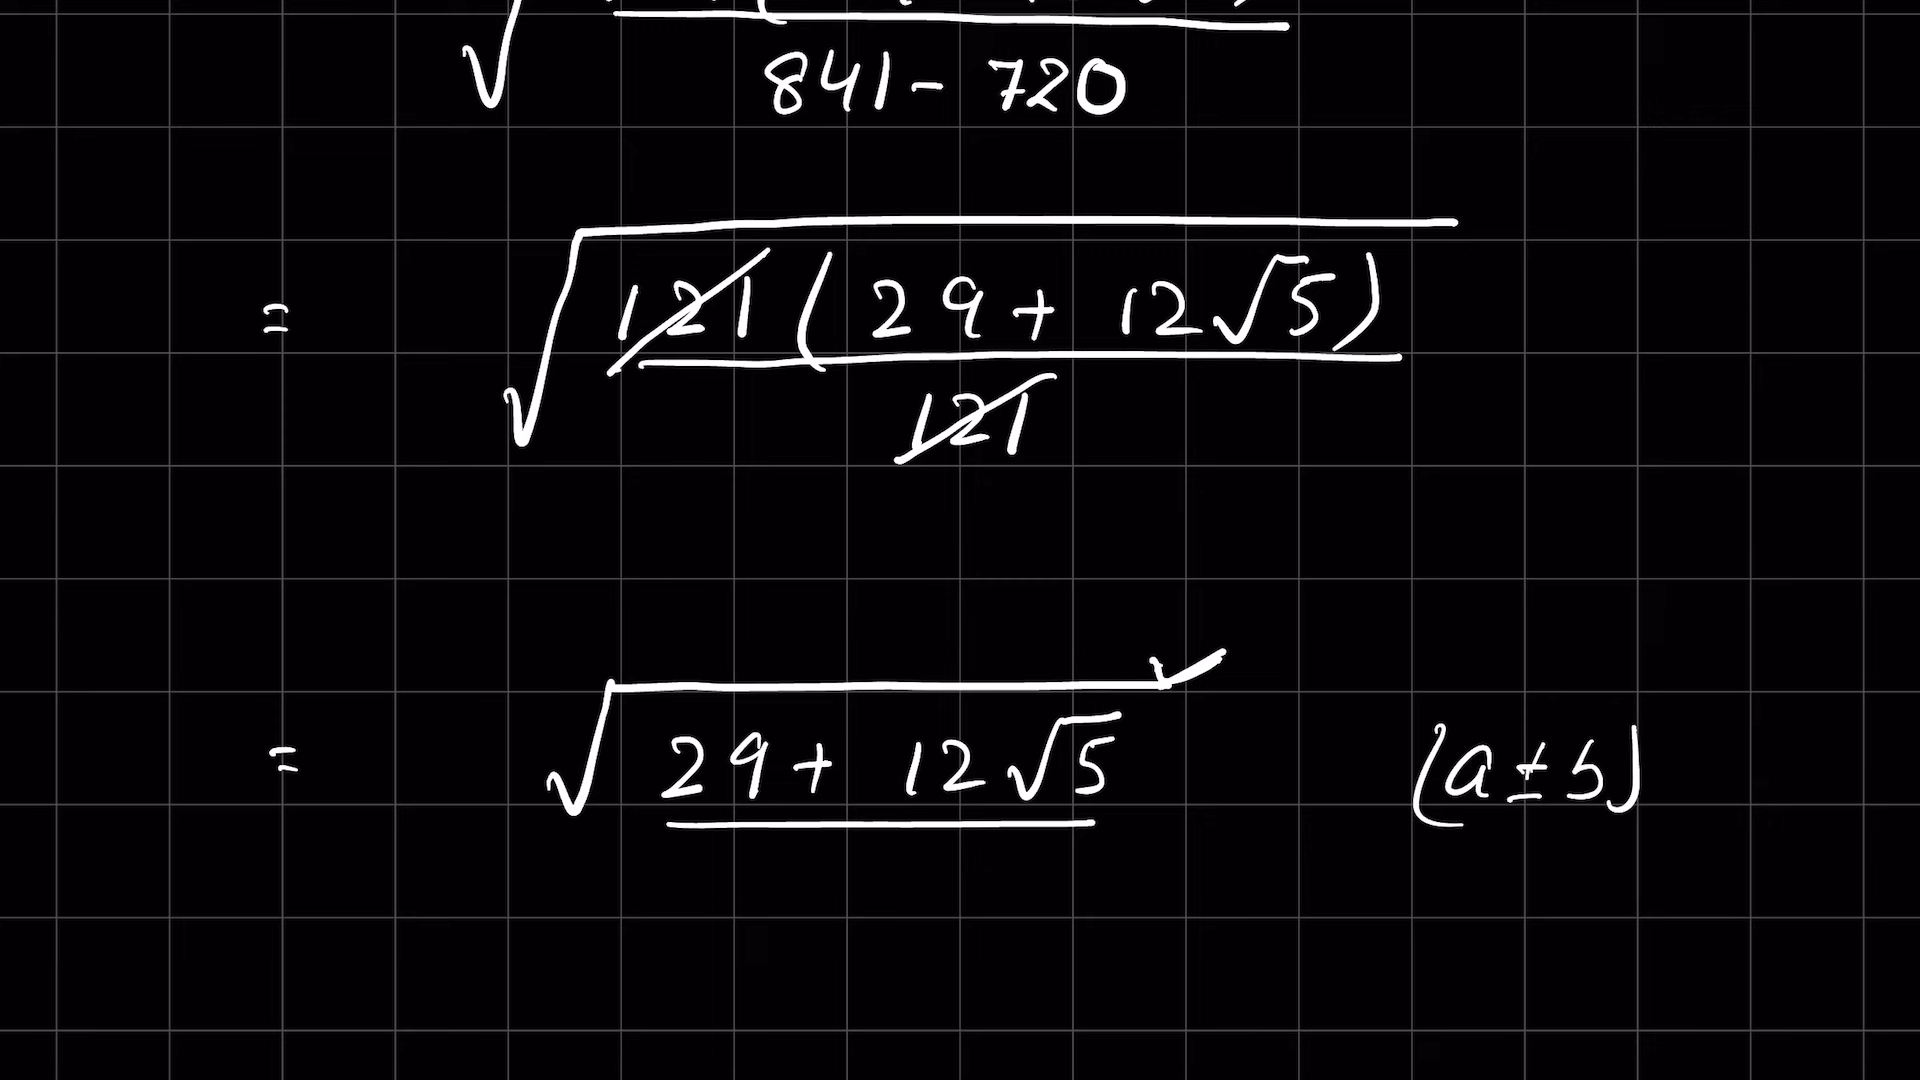 841 - 720
= √(121(29 + 12√5) / 121)
= √(29 + 12√5) (a ± b)